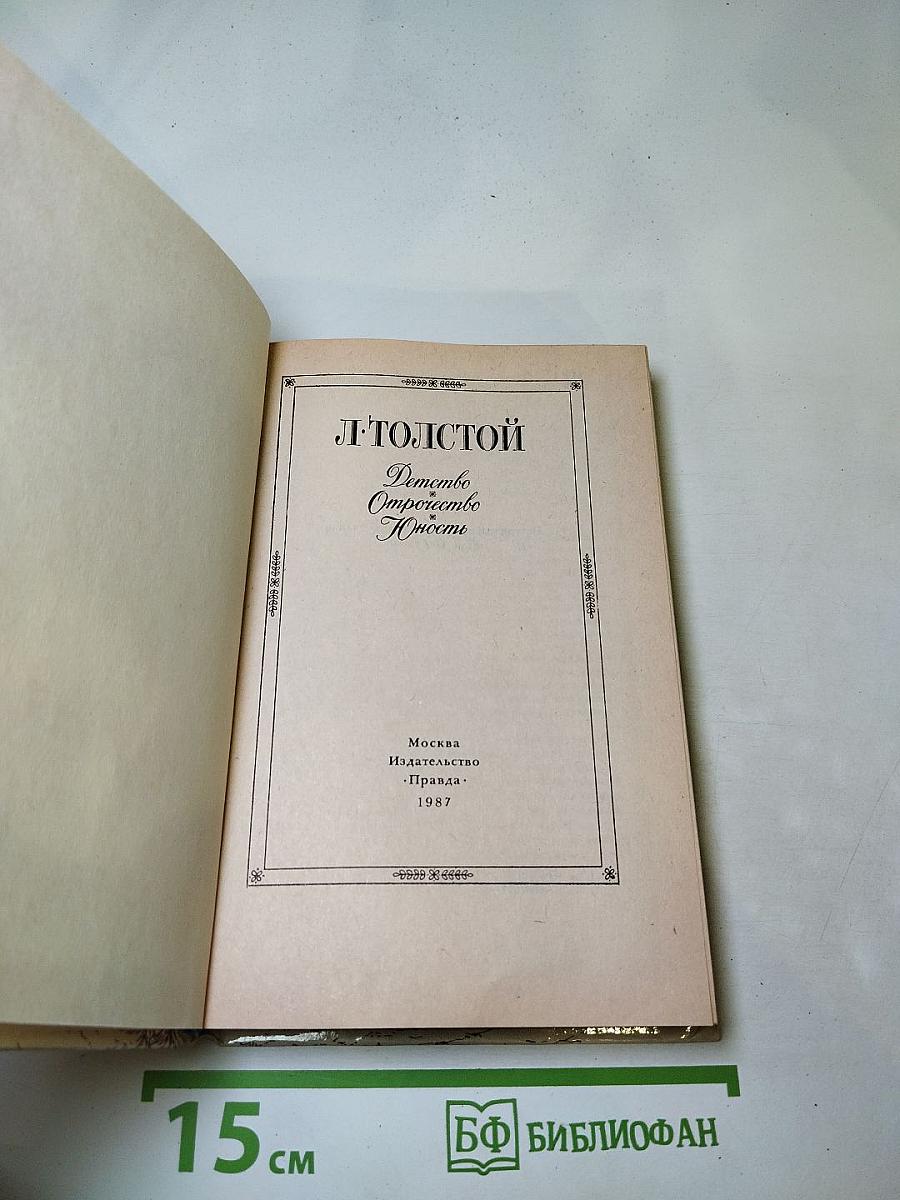 Л·ТОЛСТОЙ
Детство
Отрочество
Юность
Москва
Издательство
·Правда·
1987
15 см
БФ БИБЛИОФАН